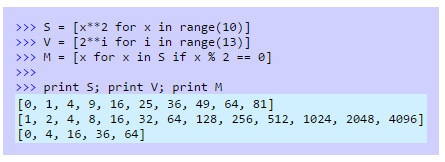 >>> S = [x**2 for x in range(10)]
>>> V = [2**i for i in range(13)]
>>> M = [x for x in S if x % 2 == 0]
>>>
>>> print S; print V; print M
[0, 1, 4, 9, 16, 25, 36, 49, 64, 81]
[1, 2, 4, 8, 16, 32, 64, 128, 256, 512, 1024, 2048, 4096]
[0, 4, 16, 36, 64]